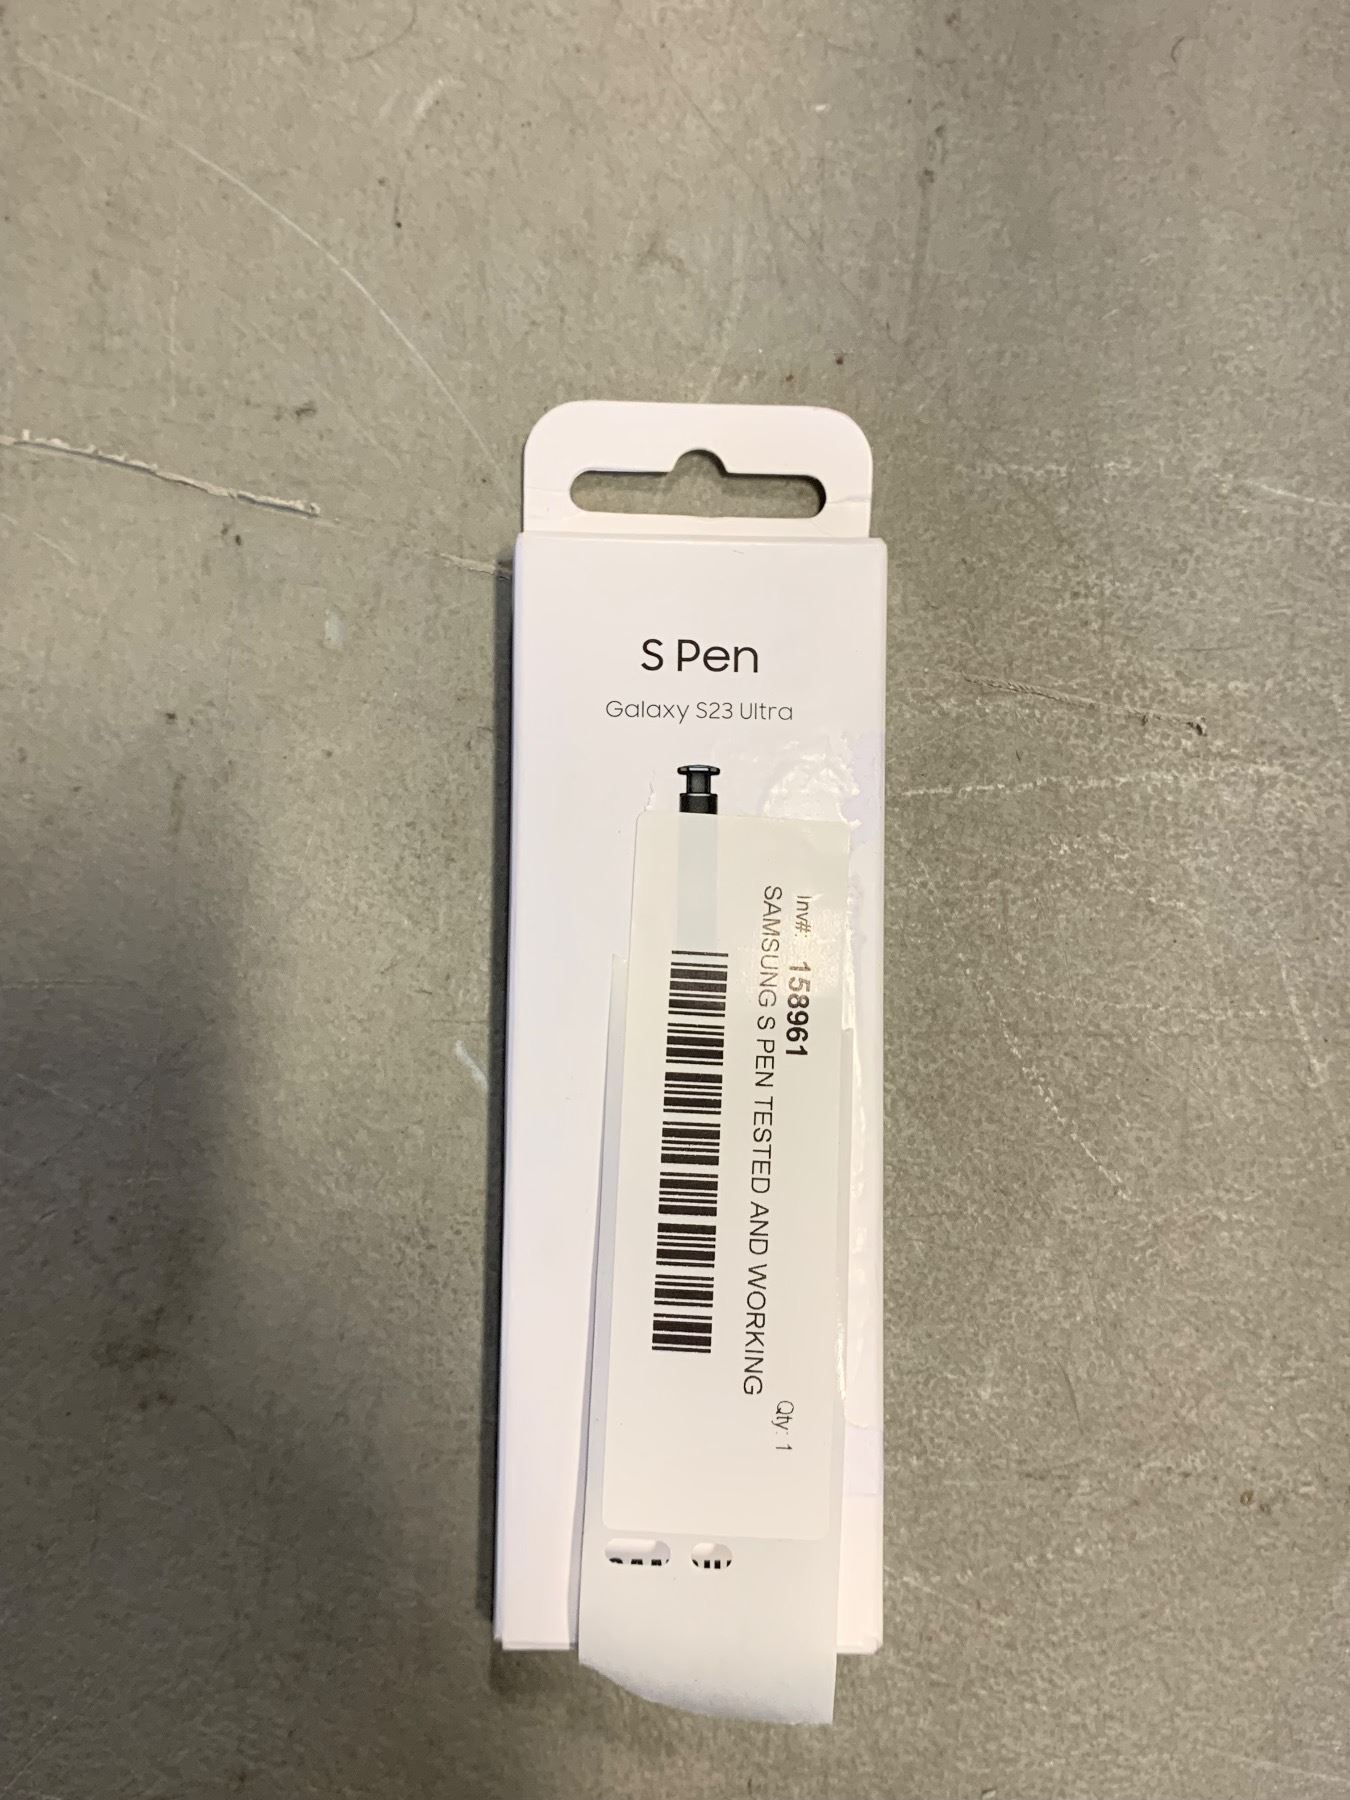 S Pen
Galaxy S23 Ultra
Inv#: 158961
SAMSUNG S PEN TESTED AND WORKING
Qty: 1